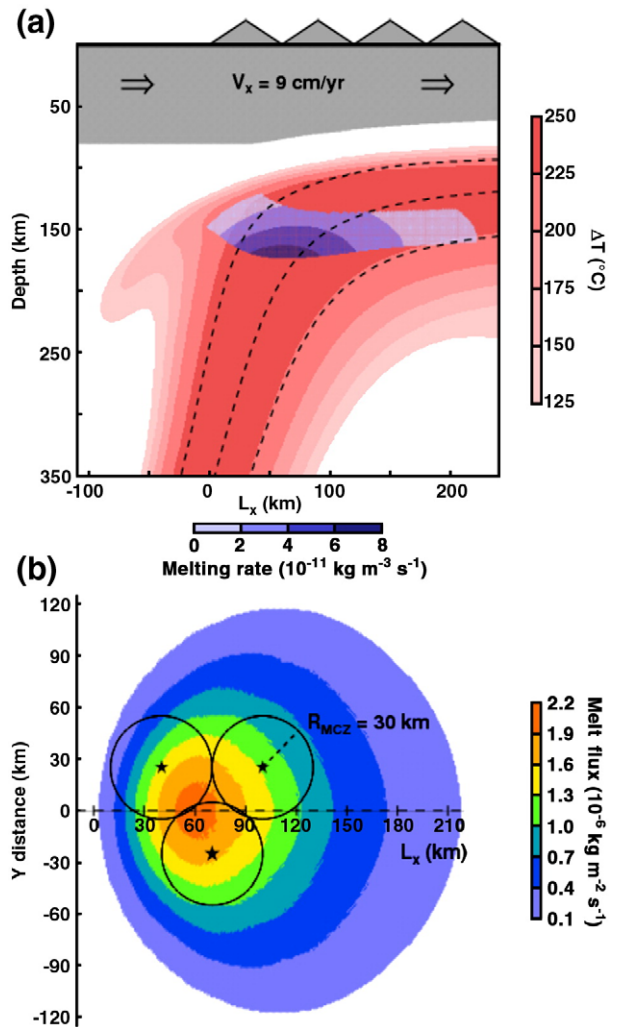 (a)
⇒ Vx = 9 cm/yr ⇒
50
150
250
350
Depth (km)
-100 0 100 200
Lx (km)
250
225
200
175
150
125
ΔT (°C)
0 2 4 6 8
Melting rate (10-11 kg m-3 s-1)
(b)
120
90
60
30
0
-30
-60
-90
-120
Y distance (km)
RMCZ = 30 km
0 30 60 90 120 150 180 210
Lx (km)
2.2
1.9
1.6
1.3
1.0
0.7
0.4
0.1
Melt flux (10-6 kg m-2 s-1)